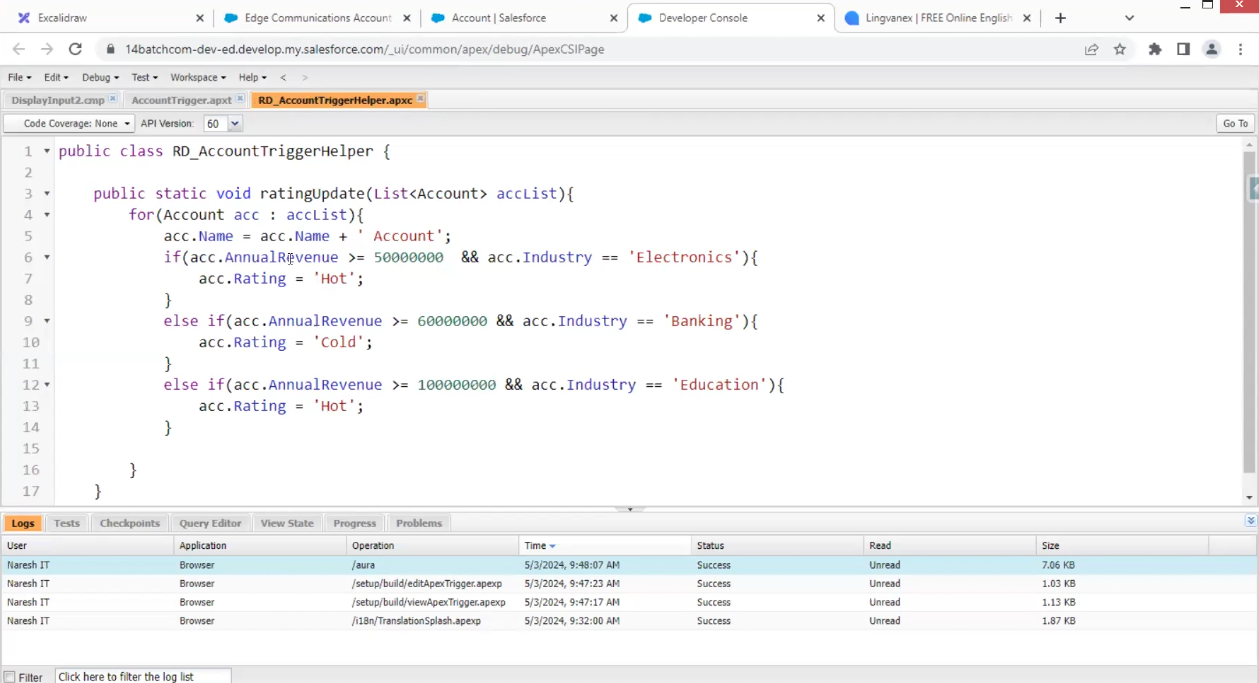 Excalidraw
Edge Communications Account
Account | Salesforce
Developer Console
Lingvanex | FREE Online English
14batchcom-dev-ed.develop.my.salesforce.com/_ui/common/apex/debug/ApexCSIPage
File Edit Debug Test Workspace Help < >
DisplayInput2.cmp AccountTrigger.apxt RD_AccountTriggerHelper.apxc
Code Coverage: None API Version: 60 Go To
1 public class RD_AccountTriggerHelper {
2
3 public static void ratingUpdate(List<Account> accList){
4 for(Account acc : accList){
5 acc.Name = acc.Name + ' Account';
6 if(acc.AnnualRevenue >= 50000000 && acc.Industry == 'Electronics'){
7 acc.Rating = 'Hot';
8 }
9 else if(acc.AnnualRevenue >= 60000000 && acc.Industry == 'Banking'){
10 acc.Rating = 'Cold';
11 }
12 else if(acc.AnnualRevenue >= 100000000 && acc.Industry == 'Education'){
13 acc.Rating = 'Hot';
14 }
15
16 }
17 }
Logs Tests Checkpoints Query Editor View State Progress Problems
User Application Operation Time Status Read Size
Naresh IT Browser /aura 5/3/2024, 9:48:07 AM Success Unread 7.06 KB
Naresh IT Browser /setup/build/editApexTrigger.apexp 5/3/2024, 9:47:23 AM Success Unread 1.03 KB
Naresh IT Browser /setup/build/viewApexTrigger.apexp 5/3/2024, 9:47:17 AM Success Unread 1.13 KB
Naresh IT Browser /i18n/TranslationSplash.apexp 5/3/2024, 9:32:00 AM Success Unread 1.87 KB
Filter Click here to filter the log list